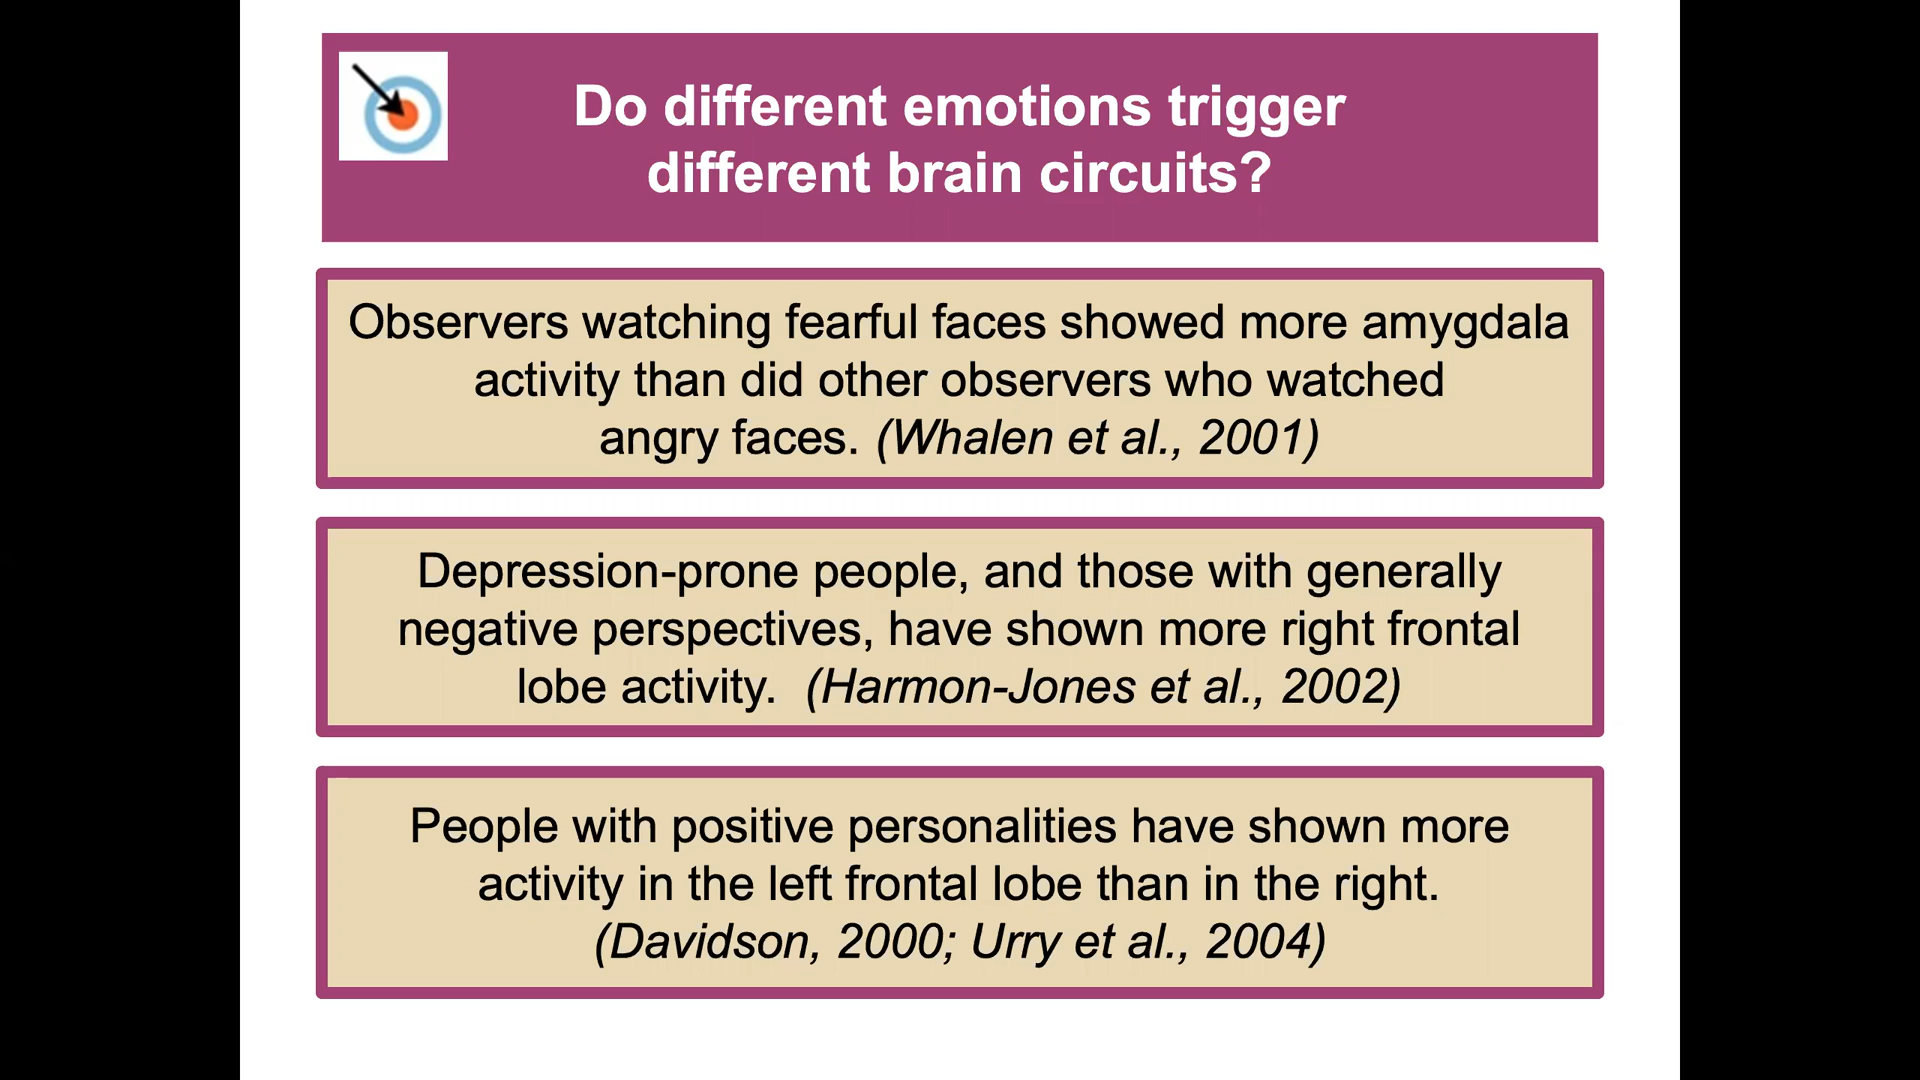 Do different emotions trigger
different brain circuits?
Observers watching fearful faces showed more amygdala
activity than did other observers who watched
angry faces. (Whalen et al., 2001)
Depression-prone people, and those with generally
negative perspectives, have shown more right frontal
lobe activity.  (Harmon-Jones et al., 2002)
People with positive personalities have shown more
activity in the left frontal lobe than in the right.
(Davidson, 2000; Urry et al., 2004)